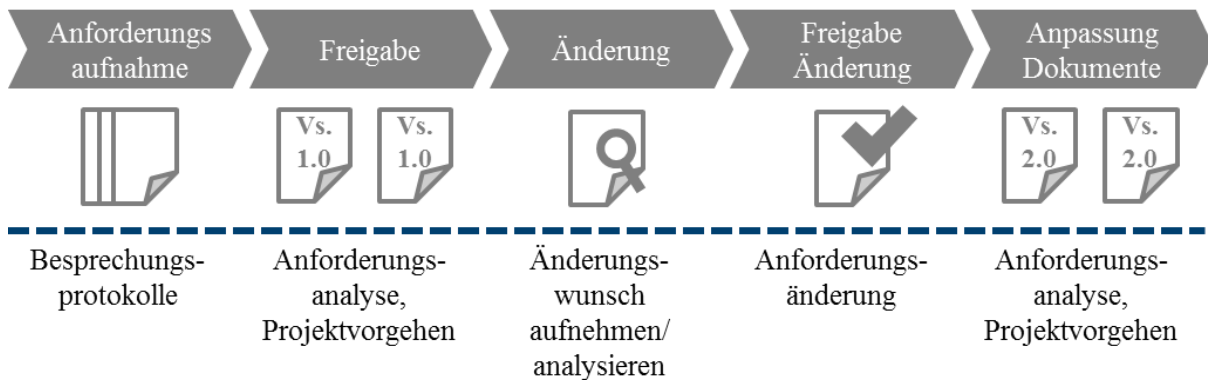 Anforderungs
aufnahme
Freigabe
Änderung
Freigabe
Änderung
Anpassung
Dokumente
Vs.
1.0
Vs.
1.0
Vs.
2.0
Vs.
2.0
Besprechungs-
protokolle
Anforderungs-
analyse,
Projektvorgehen
Änderungs-
wunsch
aufnehmen/
analysieren
Anforderungs-
änderung
Anforderungs-
analyse,
Projektvorgehen